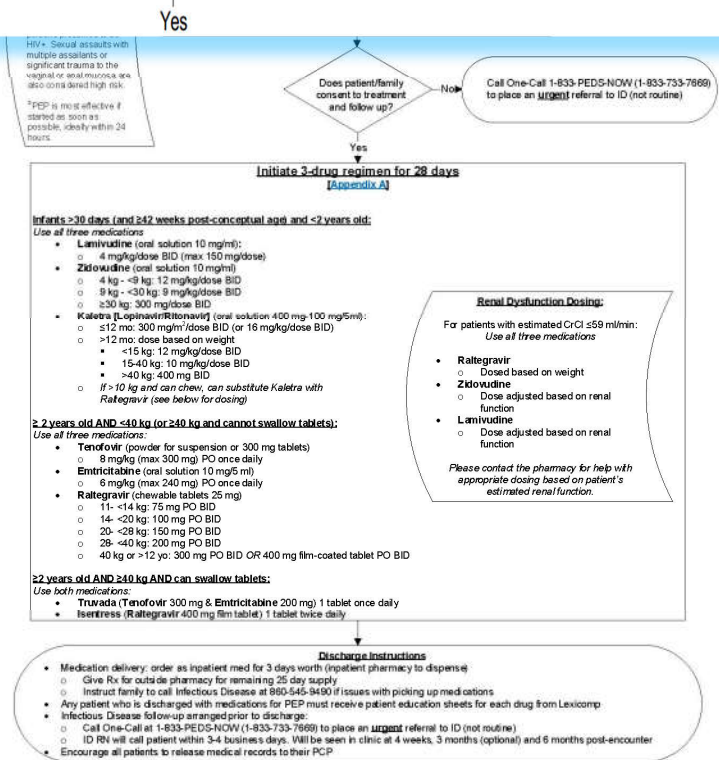 Yes
HIV+. Sexual assaults with
multiple assailants or
significant trauma to the
vaginal or anal mucosa are
also considered high risk.
³PEP is most effective if
started as soon as
possible, ideally within 24
hours.
Does patient/family
consent to treatment
and follow up?
No
Call One-Call 1-833-PEDS-NOW (1-833-733-7669)
to place an urgent referral to ID (not routine)
Yes
Initiate 3-drug regimen for 28 days
[Appendix A]
Infants >30 days (and ≥42 weeks post-conceptual age) and <2 years old:
Use all three medications
• Lamivudine (oral solution 10 mg/ml):
o 4 mg/kg/dose BID (max 150 mg/dose)
• Zidovudine (oral solution 10 mg/ml)
o 4 kg - <9 kg: 12 mg/kg/dose BID
o 9 kg - <30 kg: 9 mg/kg/dose BID
o ≥30 kg: 300 mg/dose BID
• Kaletra [Lopinavir/Ritonavir] (oral solution 400 mg-100 mg/5ml):
o ≤12 mo: 300 mg/m²/dose BID (or 16 mg/kg/dose BID)
o >12 mo: dose based on weight
▪ <15 kg: 12 mg/kg/dose BID
▪ 15-40 kg: 10 mg/kg/dose BID
▪ >40 kg: 400 mg BID
o If >10 kg and can chew, can substitute Kaletra with
Raltegravir (see below for dosing)
≥ 2 years old AND <40 kg (or ≥40 kg and cannot swallow tablets):
Use all three medications:
• Tenofovir (powder for suspension or 300 mg tablets)
o 8 mg/kg (max 300 mg) PO once daily
• Emtricitabine (oral solution 10 mg/5 ml)
o 6 mg/kg (max 240 mg) PO once daily
• Raltegravir (chewable tablets 25 mg)
o 11- <14 kg: 75 mg PO BID
o 14- <20 kg: 100 mg PO BID
o 20- <28 kg: 150 mg PO BID
o 28- <40 kg: 200 mg PO BID
o 40 kg or >12 yo: 300 mg PO BID OR 400 mg film-coated tablet PO BID
≥2 years old AND ≥40 kg AND can swallow tablets:
Use both medications:
• Truvada (Tenofovir 300 mg & Emtricitabine 200 mg) 1 tablet once daily
• Isentress (Raltegravir 400 mg film tablet) 1 tablet twice daily
Renal Dysfunction Dosing:
For patients with estimated CrCl ≤59 ml/min:
Use all three medications
• Raltegravir
o Dosed based on weight
• Zidovudine
o Dose adjusted based on renal
function
• Lamivudine
o Dose adjusted based on renal
function
Please contact the pharmacy for help with
appropriate dosing based on patient's
estimated renal function.
Discharge Instructions
• Medication delivery: order as inpatient med for 3 days worth (inpatient pharmacy to dispense)
o Give Rx for outside pharmacy for remaining 25 day supply
o Instruct family to call Infectious Disease at 860-545-9490 if issues with picking up medications
• Any patient who is discharged with medications for PEP must receive patient education sheets for each drug from Lexicomp
• Infectious Disease follow-up arranged prior to discharge:
o Call One-Call at 1-833-PEDS-NOW (1-833-733-7669) to place an urgent referral to ID (not routine)
o ID RN will call patient within 3-4 business days. Will be seen in clinic at 4 weeks, 3 months (optional) and 6 months post-encounter
• Encourage all patients to release medical records to their PCP